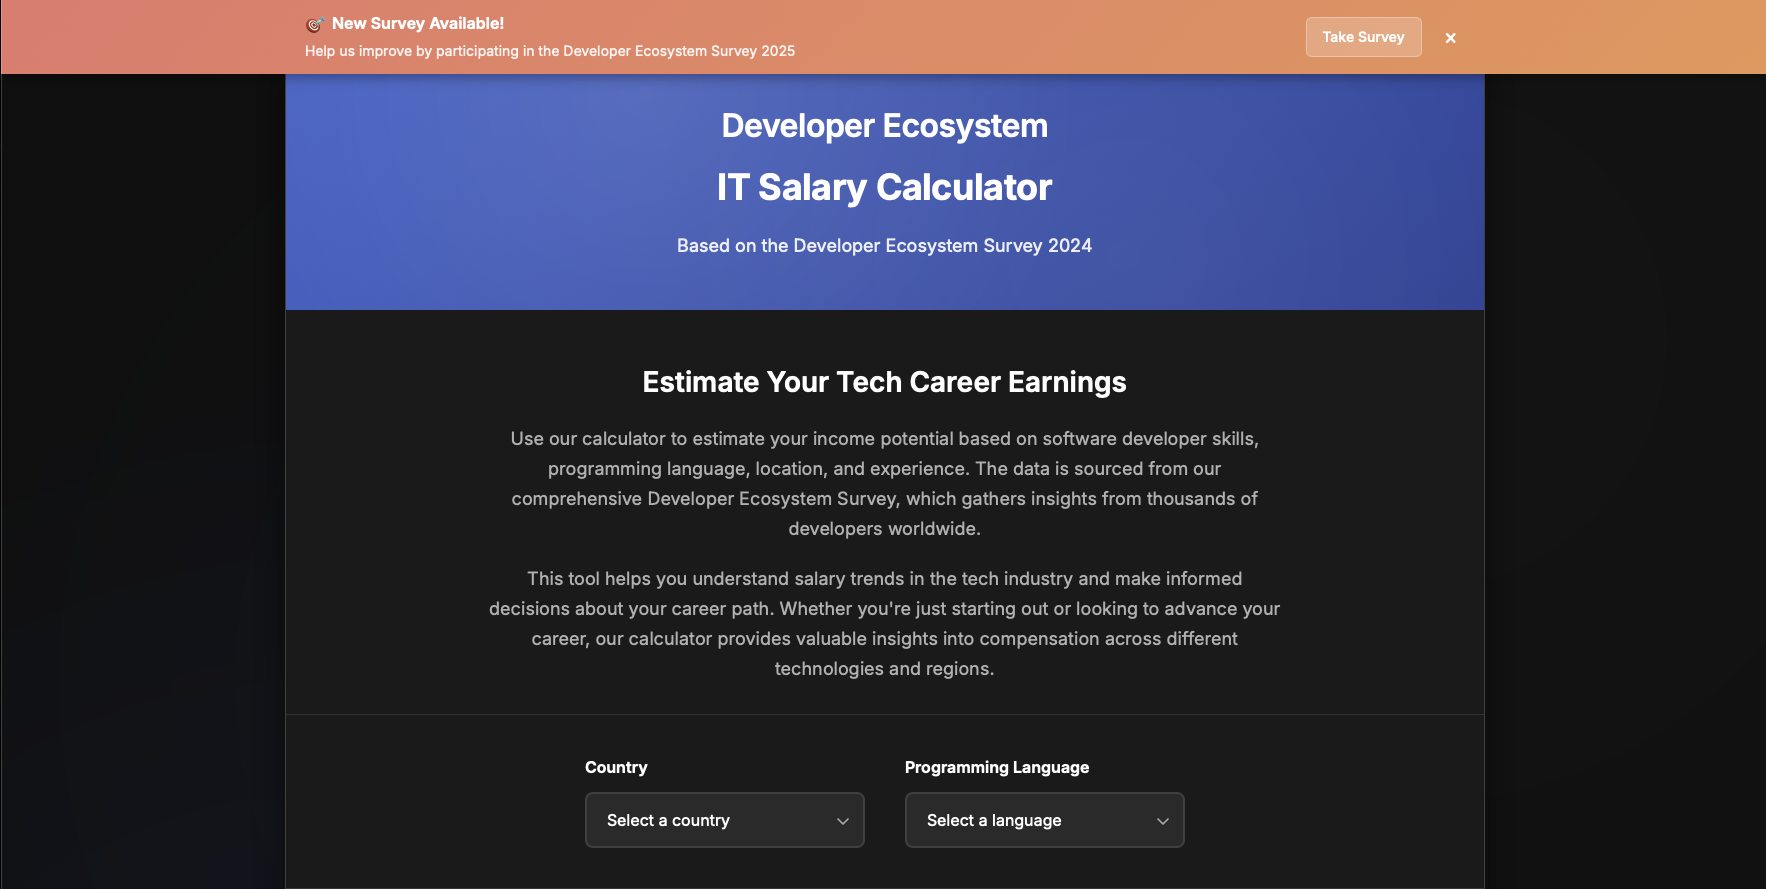 🎯 New Survey Available!
Help us improve by participating in the Developer Ecosystem Survey 2025
Take Survey
×
Developer Ecosystem
IT Salary Calculator
Based on the Developer Ecosystem Survey 2024
Estimate Your Tech Career Earnings
Use our calculator to estimate your income potential based on software developer skills,
programming language, location, and experience. The data is sourced from our
comprehensive Developer Ecosystem Survey, which gathers insights from thousands of
developers worldwide.
This tool helps you understand salary trends in the tech industry and make informed
decisions about your career path. Whether you're just starting out or looking to advance your
career, our calculator provides valuable insights into compensation across different
technologies and regions.
Country
Select a country
Programming Language
Select a language